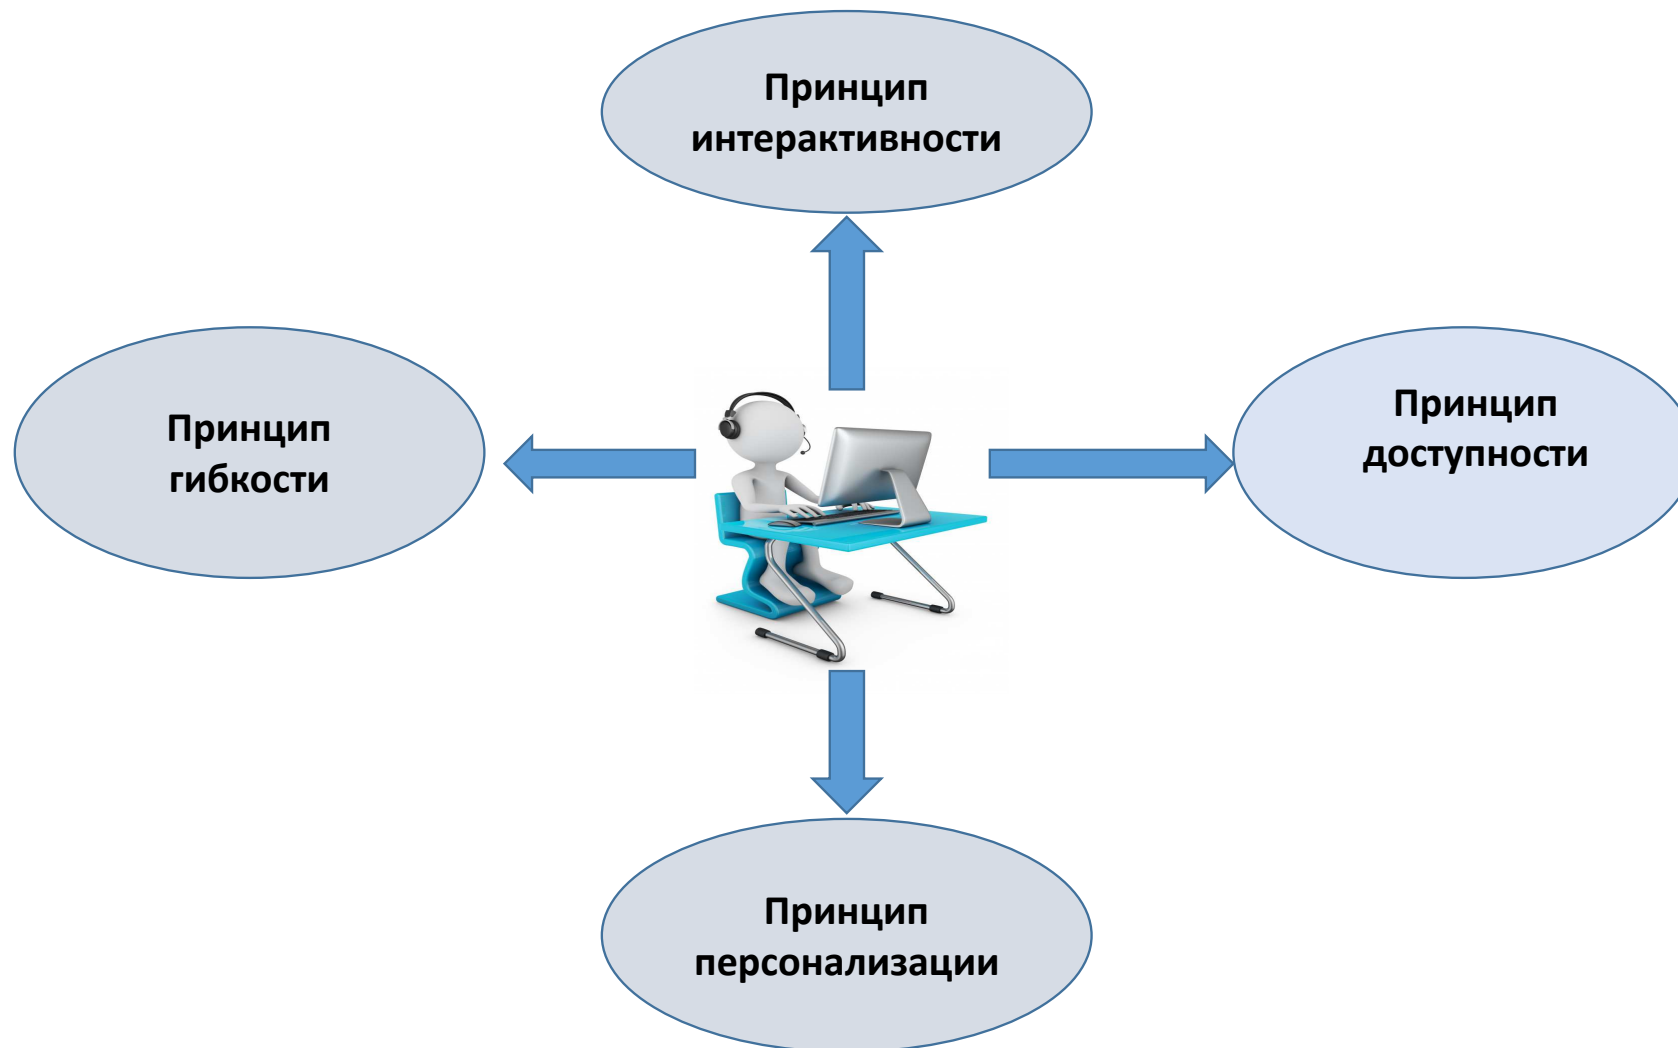 Принцип
интерактивности
Принцип
гибкости
Принцип
доступности
Принцип
персонализации